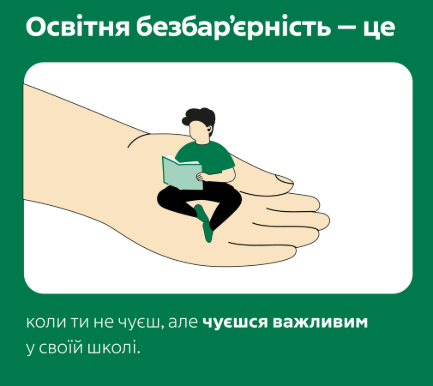 Освітня безбар’єрність — це
коли ти не чуєш, але чуєшся важливим
у своїй школі.